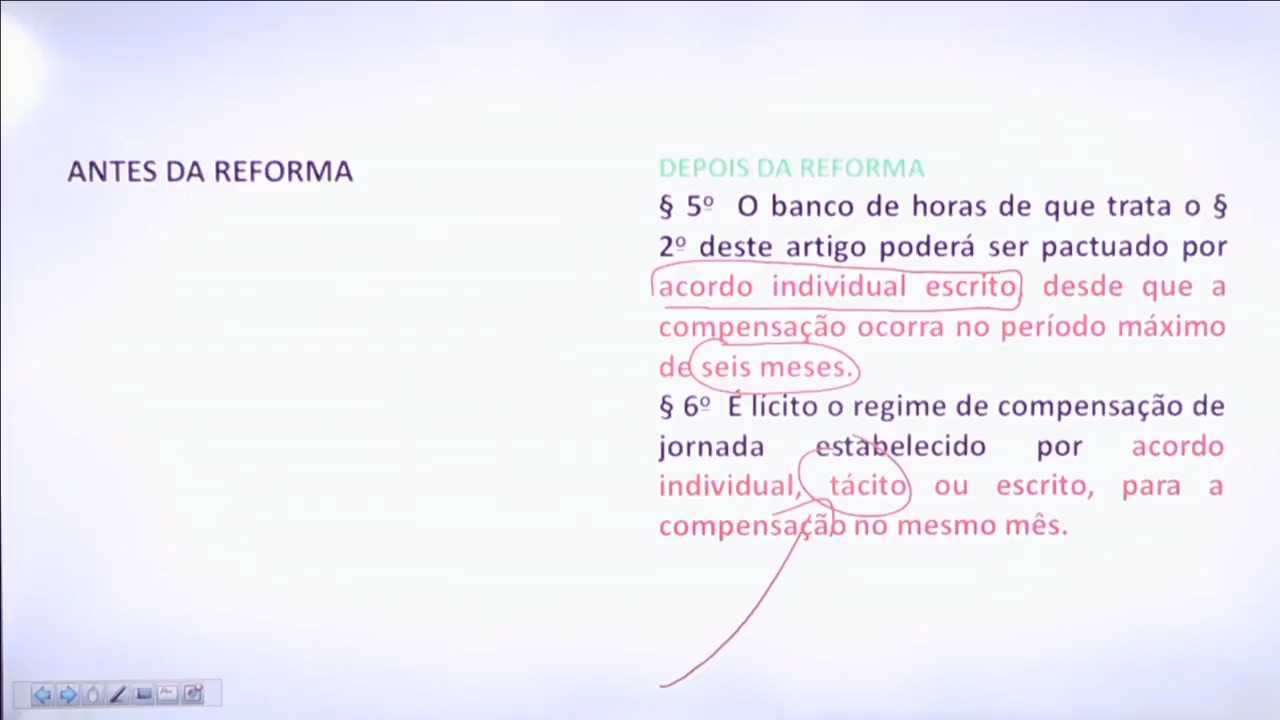 ANTES DA REFORMA
DEPOIS DA REFORMA
§ 5º O banco de horas de que trata o §
2º deste artigo poderá ser pactuado por
acordo individual escrito, desde que a
compensação ocorra no período máximo
de seis meses.
§ 6º É lícito o regime de compensação de
jornada estabelecido por acordo
individual, tácito ou escrito, para a
compensação no mesmo mês.